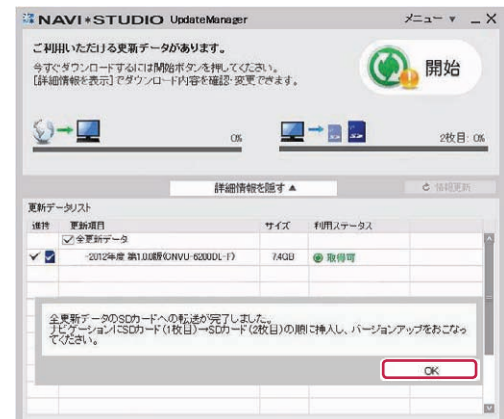 NAVI*STUDIO UpdateManager
メニュー ▼
ご利用いただける更新データがあります。
今すぐダウンロードするには開始ボタンを押してください。
[詳細情報を表示]でダウンロード内容を確認・変更できます。
開始
0%
2枚目: 0%
詳細情報を隠す ▲
情報更新
更新データリスト
進捗 更新項目 サイズ 利用ステータス
全更新データ
-2012年度 第1.0.0版(ONVU-6200DL-F) 7.4GB 取得可
全更新データのSDカードへの転送が完了しました。
ナビゲーションにSDカード(1枚目)→SDカード(2枚目)の順に挿入し、バージョンアップをおこなっ
てください。
OK